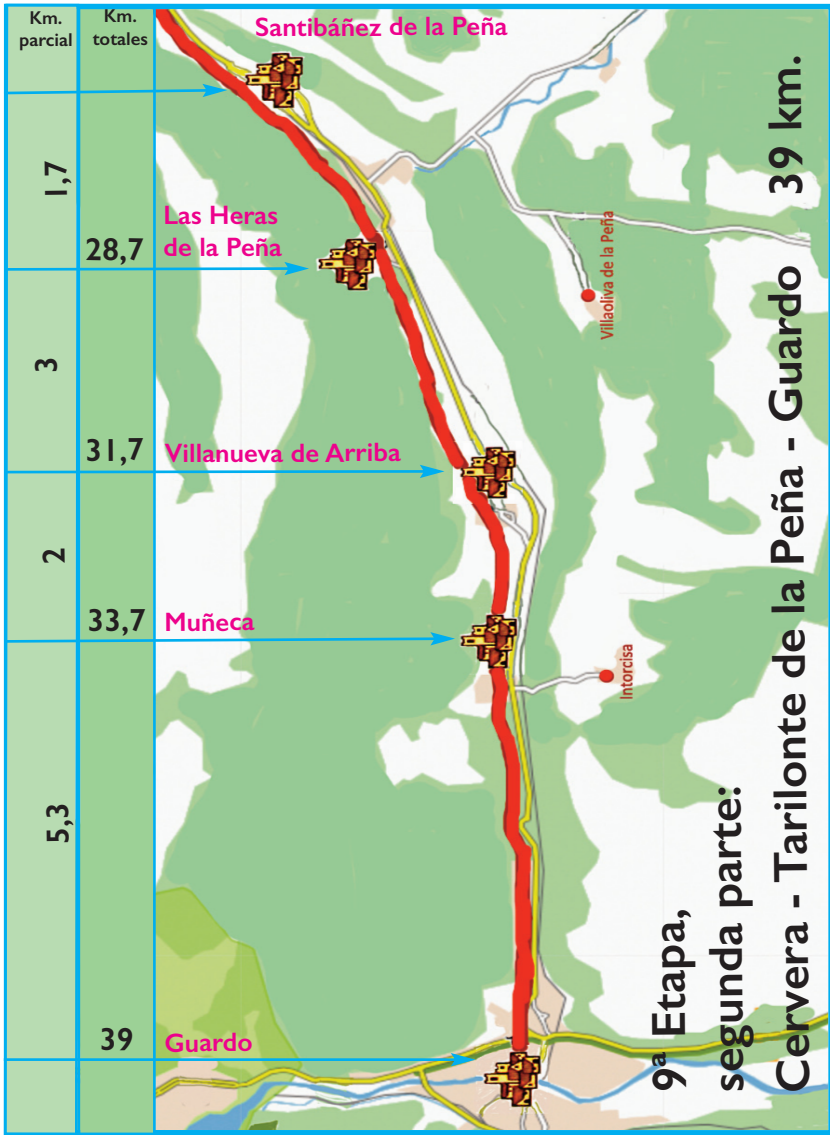 Km.
parcial
Km.
totales
Santibáñez de la Peña
1,7
28,7
Las Heras
de la Peña
3
31,7
Villanueva de Arriba
2
33,7
Muñeca
5,3
39
Guardo
Villaoliva de la Peña
Intorcisa
9ª Etapa,
segunda parte:
Cervera - Tarilonte de la Peña - Guardo 39 km.